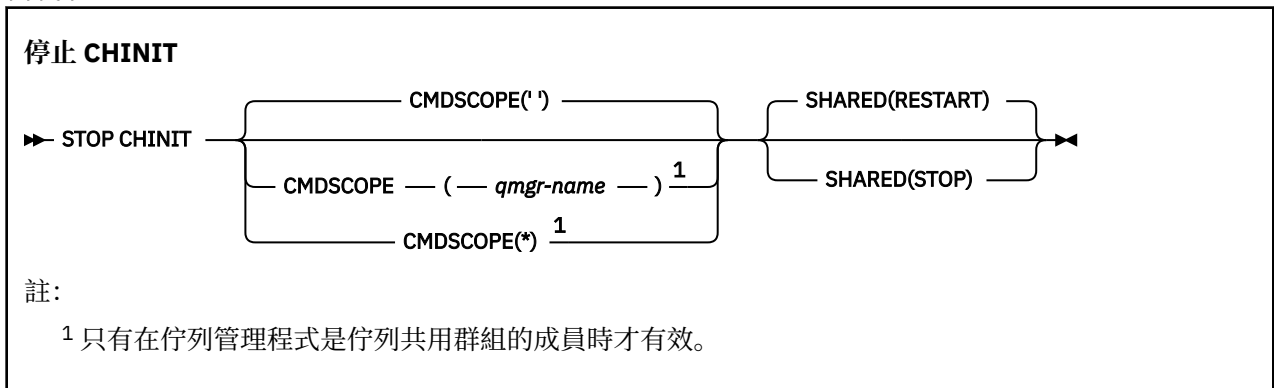 停止 CHINIT
CMDSCOPE(' ')
SHARED(RESTART)
STOP CHINIT
CMDSCOPE ( qmgr-name ) 1
SHARED(STOP)
CMDSCOPE(*) 1
註：
1 只有在佇列管理程式是佇列共用群組的成員時才有效。